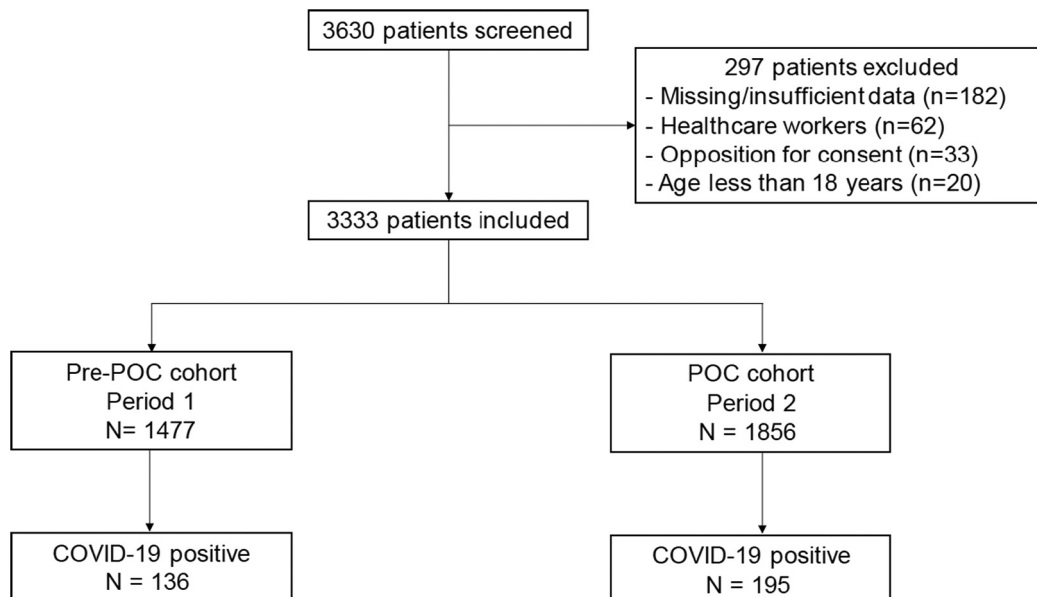 3630 patients screened
297 patients excluded
- Missing/insufficient data (n=182)
- Healthcare workers (n=62)
- Opposition for consent (n=33)
- Age less than 18 years (n=20)
3333 patients included
Pre-POC cohort
Period 1
N= 1477
POC cohort
Period 2
N = 1856
COVID-19 positive
N = 136
COVID-19 positive
N = 195